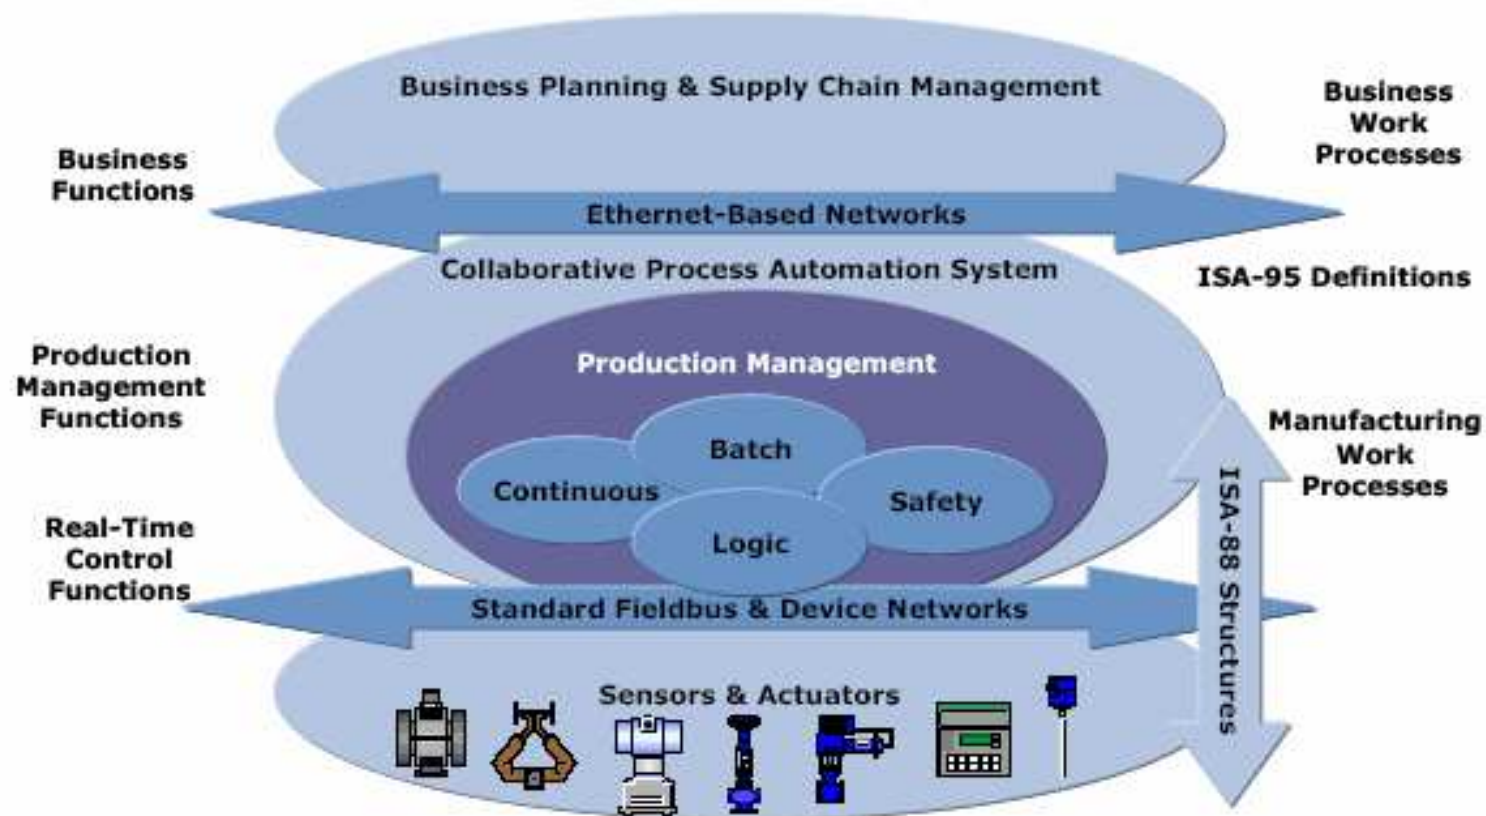 Business Planning & Supply Chain Management
Business
Work
Processes
Business
Functions
Ethernet-Based Networks
Collaborative Process Automation System
ISA-95 Definitions
Production
Management
Functions
Production Management
Batch
Continuous
Safety
Logic
Manufacturing
Work
Processes
ISA-88 Structures
Real-Time
Control
Functions
Standard Fieldbus & Device Networks
Sensors & Actuators